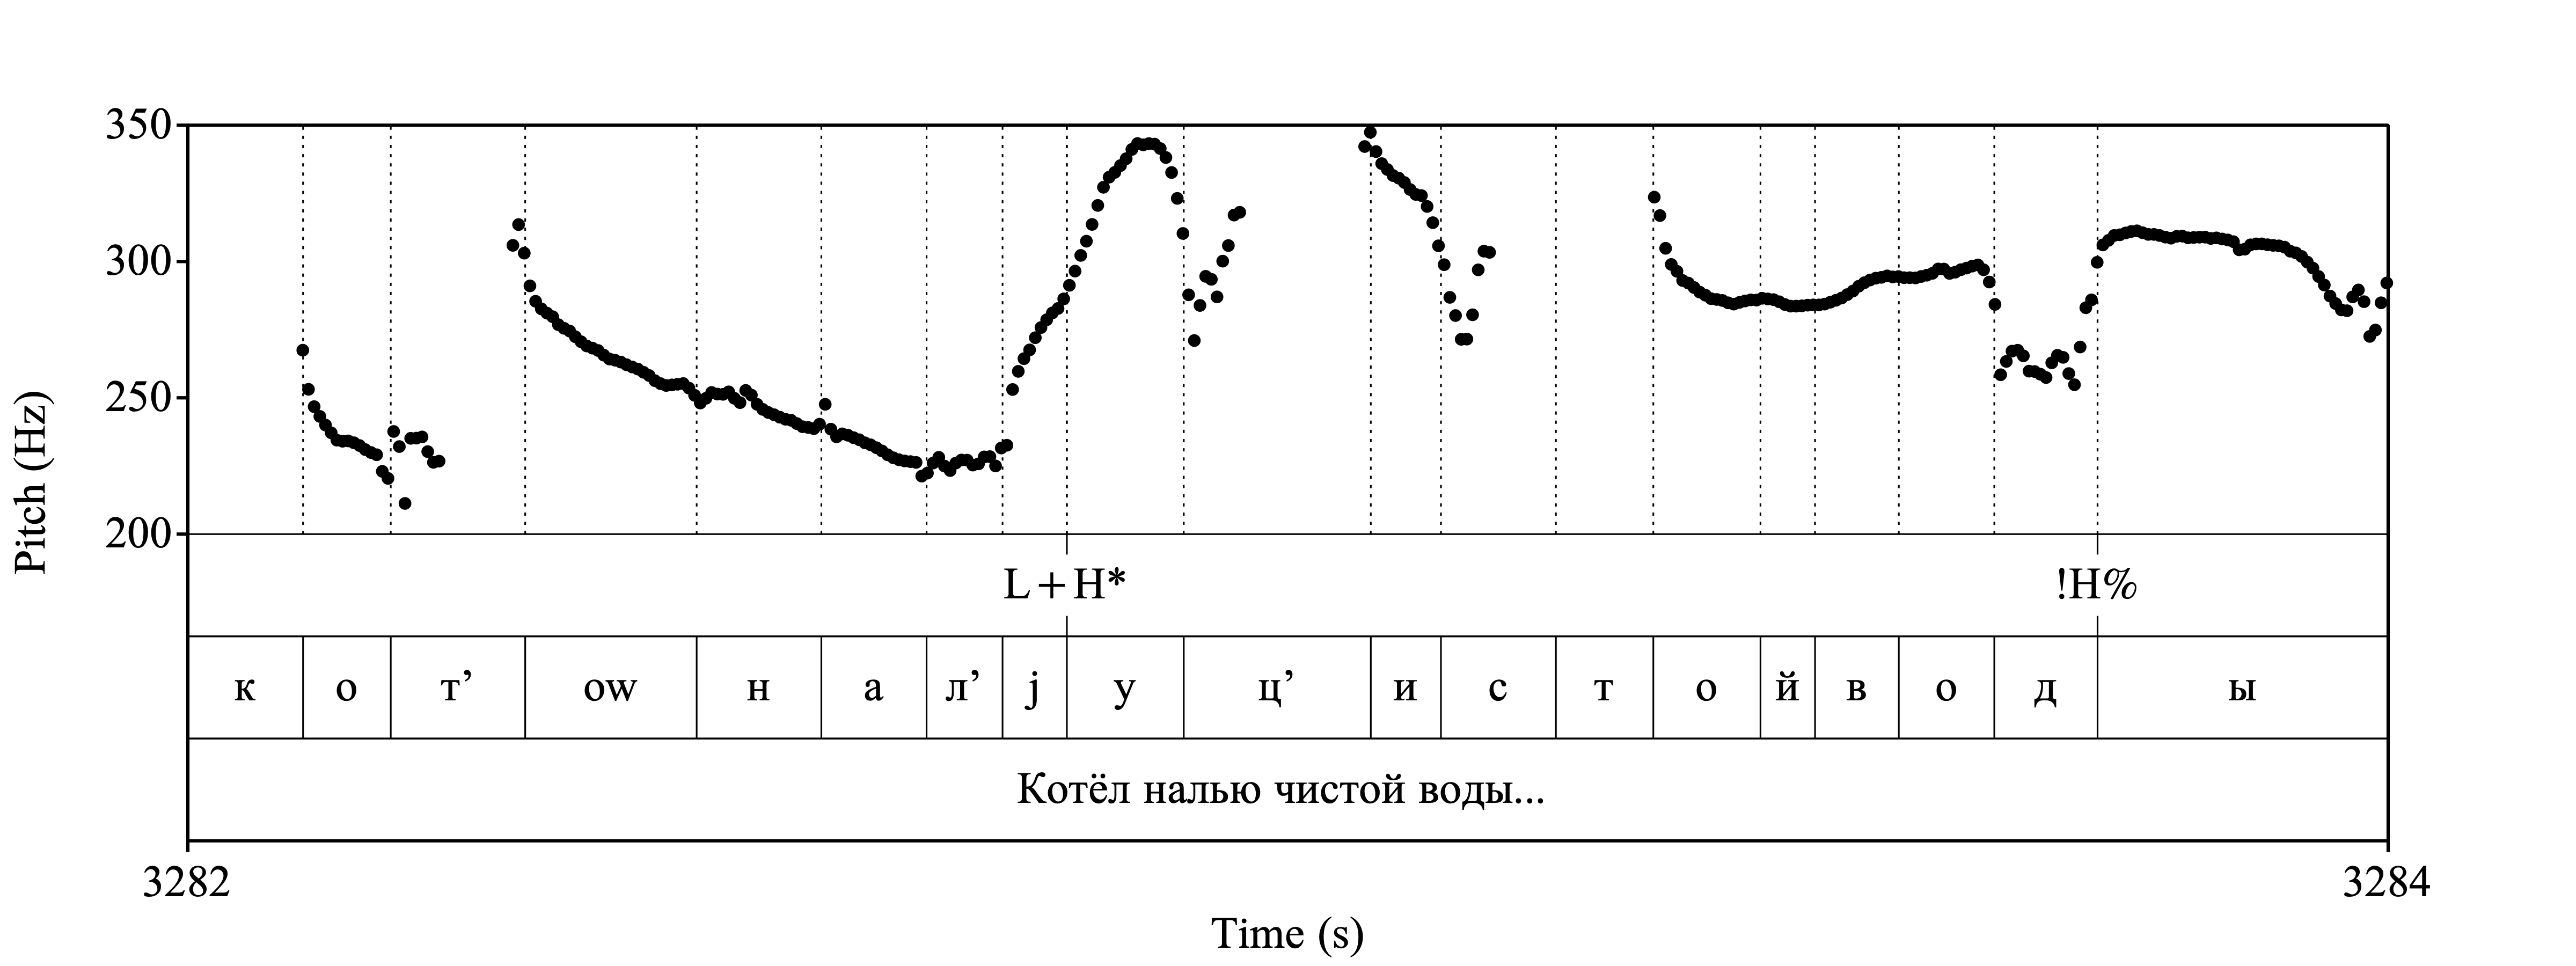 350
300
250
200
Pitch (Hz)
L+H* !H%
к о т’ ow н а л’ j у ц’ и с т о й в о д ы
Котёл налью чистой воды...
3282 3284
Time (s)